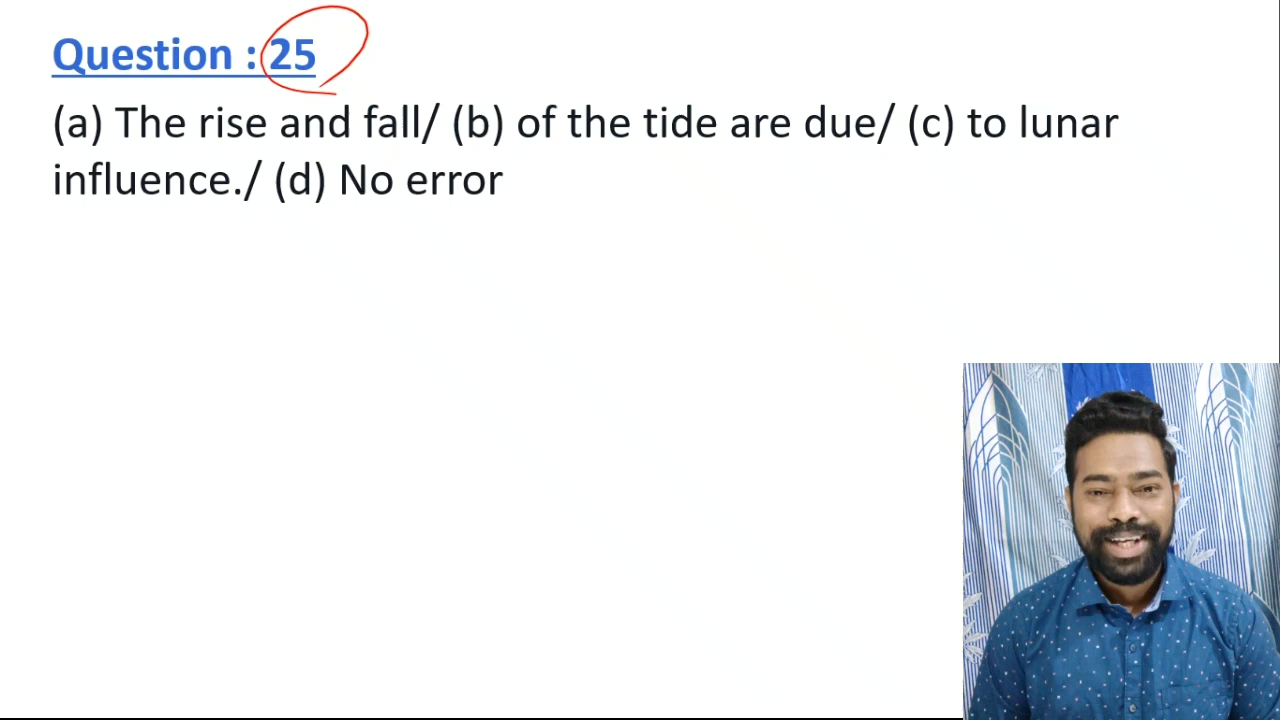 Question : 25
(a) The rise and fall/ (b) of the tide are due/ (c) to lunar
influence./ (d) No error